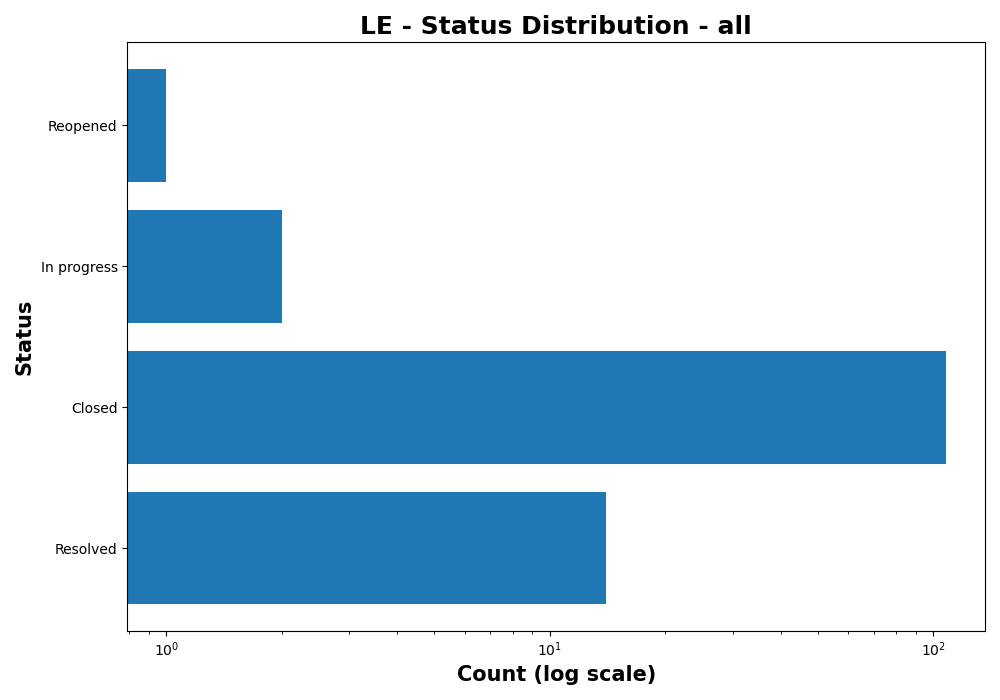 LE - Status Distribution - all
Reopened
In progress
Closed
Resolved
Status
10⁰
10¹
10²
Count (log scale)